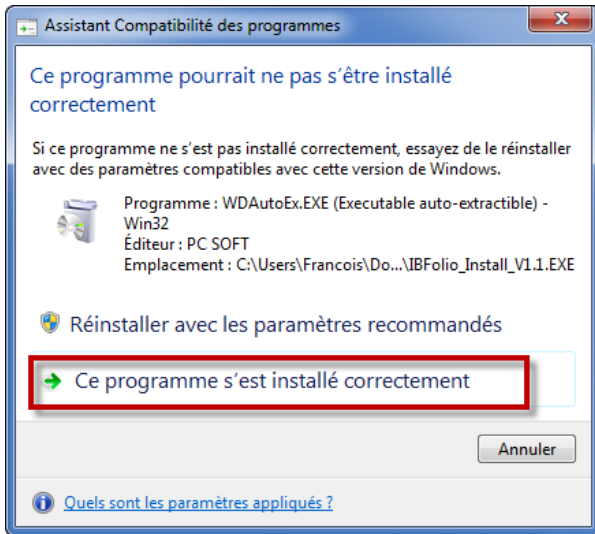 Assistant Compatibilité des programmes
Ce programme pourrait ne pas s'être installé
correctement
Si ce programme ne s'est pas installé correctement, essayez de le réinstaller
avec des paramètres compatibles avec cette version de Windows.
Programme : WDAutoEx.EXE (Executable auto-extractible) -
Win32
Éditeur : PC SOFT
Emplacement : C:\Users\Francois\Do...\IBFolio_Install_V1.1.EXE
Réinstaller avec les paramètres recommandés
Ce programme s'est installé correctement
Annuler
Quels sont les paramètres appliqués ?